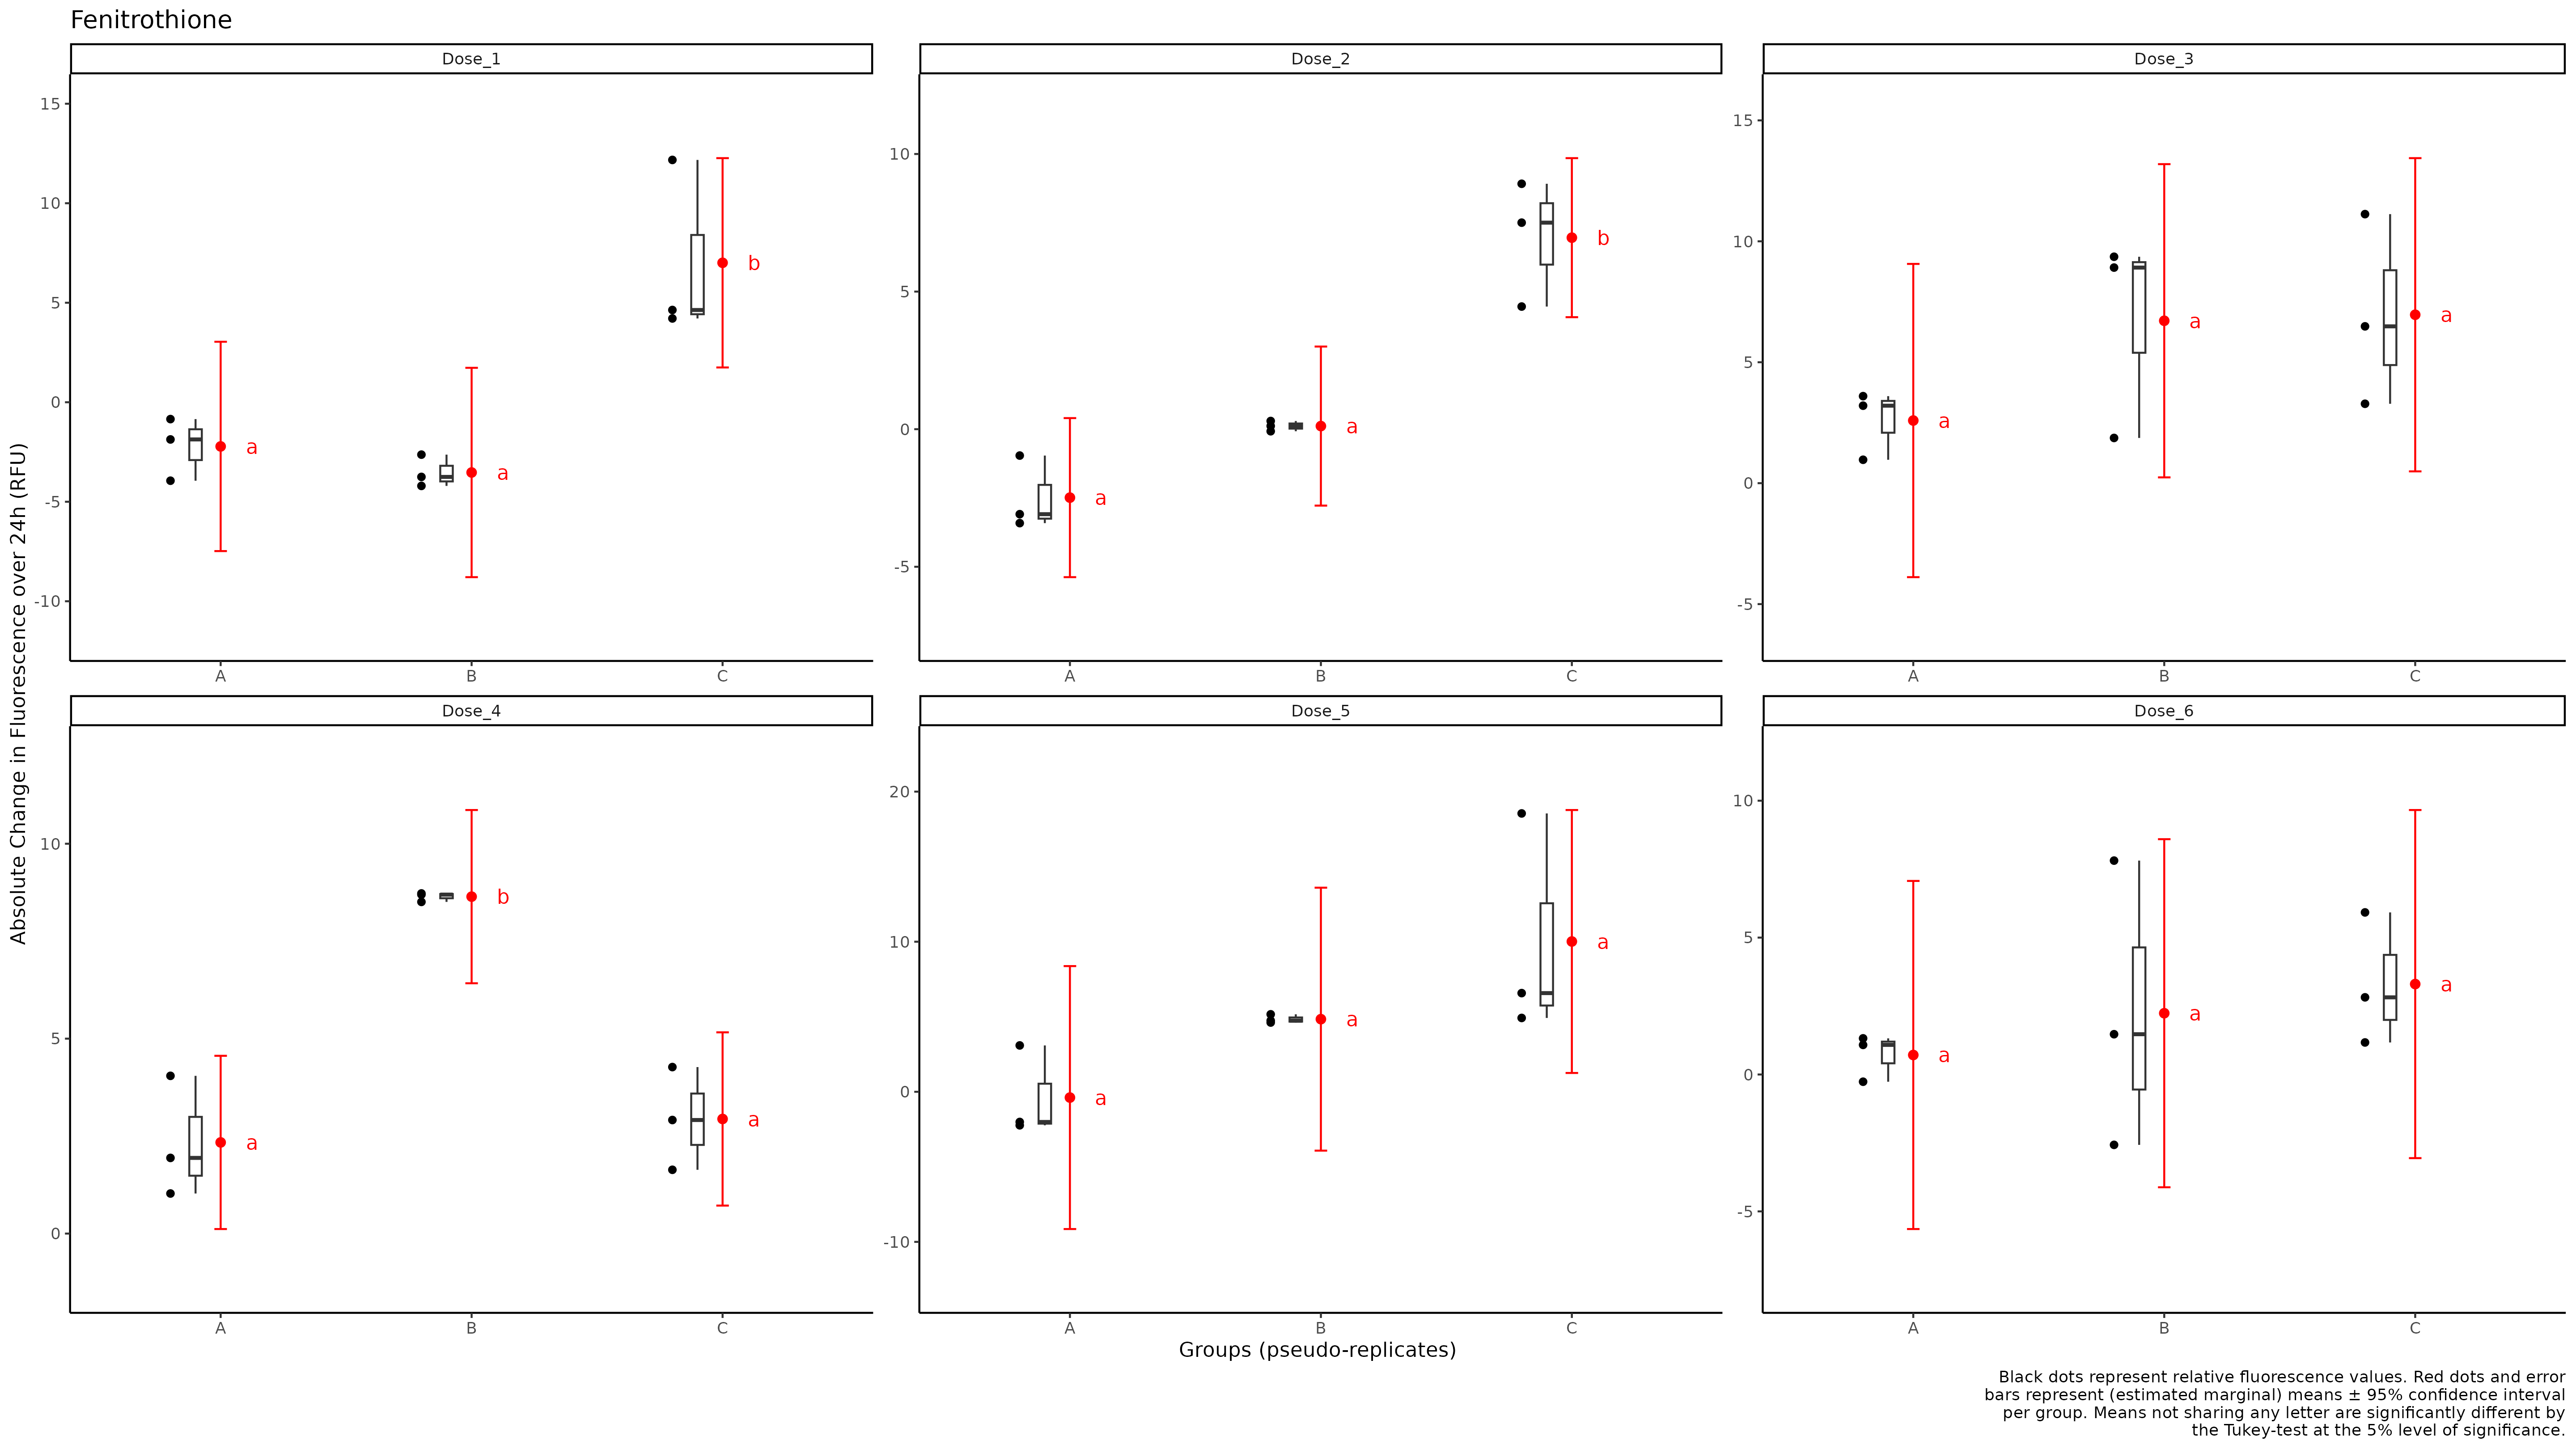 Fenitrothione
Absolute Change in Fluorescence over 24h (RFU)
Dose_1
15
10
5
0
-5
-10
a
a
b
A
B
C
Dose_2
10
5
0
-5
a
a
b
A
B
C
Dose_3
15
10
5
0
-5
a
a
a
A
B
C
Dose_4
10
5
0
a
b
a
A
B
C
Dose_5
20
10
0
-10
a
a
a
A
B
C
Dose_6
10
5
0
-5
a
a
a
A
B
C
Groups (pseudo-replicates)
Black dots represent relative fluorescence values. Red dots and error
bars represent (estimated marginal) means ± 95% confidence interval
per group. Means not sharing any letter are significantly different by
the Tukey-test at the 5% level of significance.